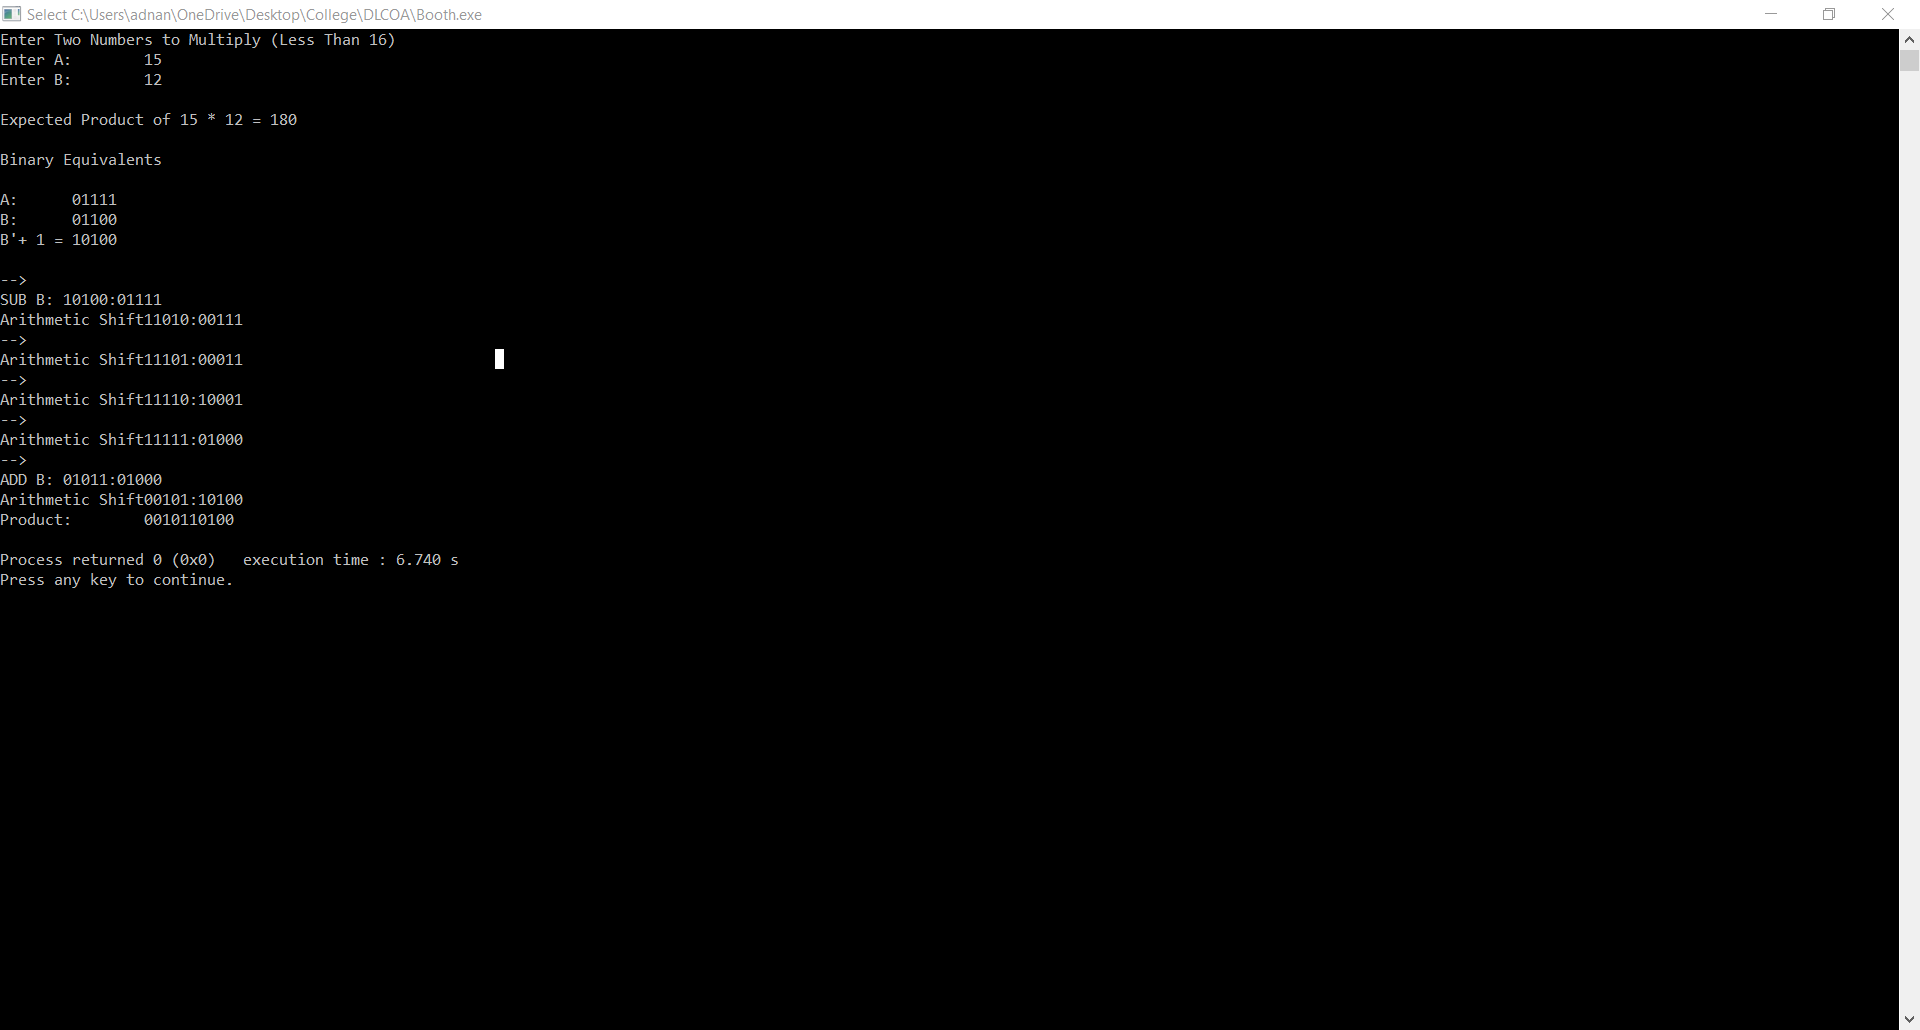 Select C:\Users\adnan\OneDrive\Desktop\College\DLCOA\Booth.exe
Enter Two Numbers to Multiply (Less Than 16)
Enter A:        15
Enter B:        12
Expected Product of 15 * 12 = 180
Binary Equivalents
A:      01111
B:      01100
B'+ 1 = 10100
-->
SUB B: 10100:01111
Arithmetic Shift11010:00111
-->
Arithmetic Shift11101:00011
-->
Arithmetic Shift11110:10001
-->
Arithmetic Shift11111:01000
-->
ADD B: 01011:01000
Arithmetic Shift00101:10100
Product:        0010110100
Process returned 0 (0x0)   execution time : 6.740 s
Press any key to continue.